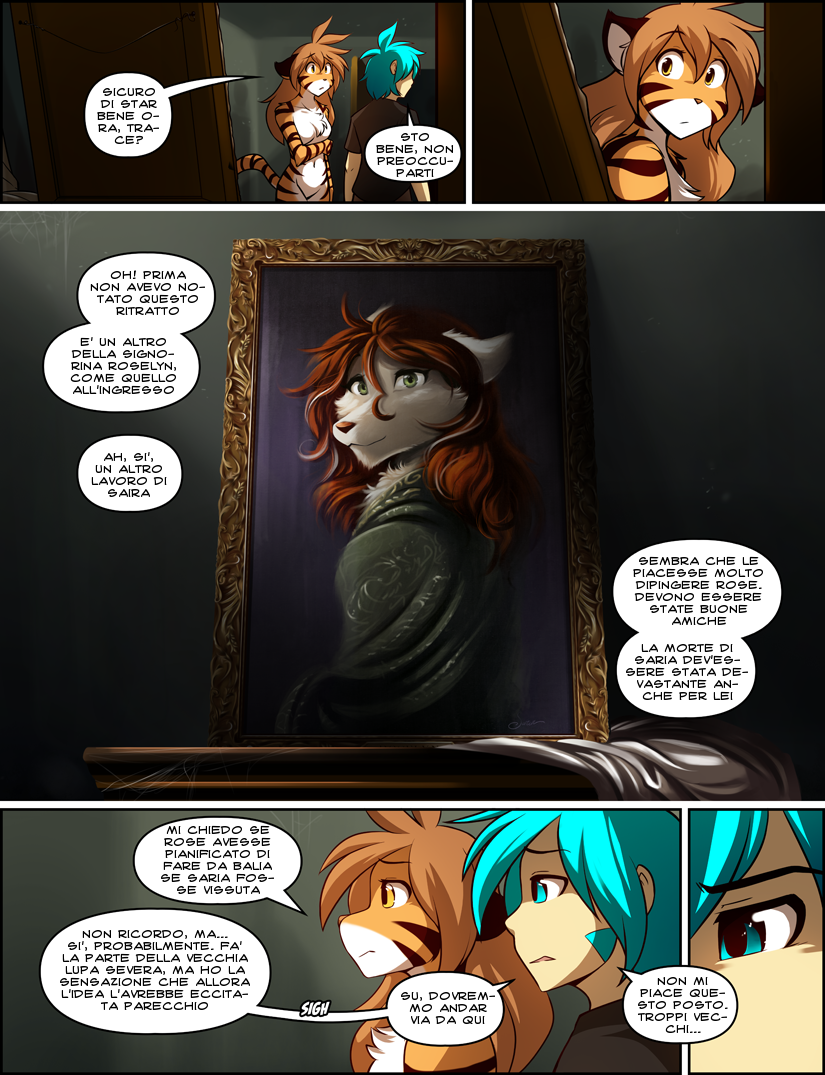 SICURO
DI STAR
BENE O-
RA, TRA-
CE?
STO
BENE, NON
PREOCCU-
PARTI
OH! PRIMA
NON AVEVO NO-
TATO QUESTO
RITRATTO
E' UN ALTRO
DELLA SIGNO-
RINA ROSELYN,
COME QUELLO
ALL'INGRESSO
AH, SI',
UN ALTRO
LAVORO DI
SAIRA
SEMBRA CHE LE
PIACESSE MOLTO
DIPINGERE ROSE.
DEVONO ESSERE
STATE BUONE
AMICHE
LA MORTE DI
SARIA DEV'ES-
SERE STATA DE-
VASTANTE AN-
CHE PER LEI
MI CHIEDO SE
ROSE AVESSE
PIANIFICATO DI
FARE DA BALIA
SE SARIA FOS-
SE VISSUTA
NON RICORDO, MA...
SI', PROBABILMENTE. FA'
LA PARTE DELLA VECCHIA
LUPA SEVERA, MA HO LA
SENSAZIONE CHE ALLORA
L'IDEA L'AVREBBE ECCI-
TATA PARECCHIO
SIGH
SU, DOVREM-
MO ANDAR
VIA DA QUI
NON MI
PIACE QUE-
STO POSTO.
TROPPI VEC-
CHI...